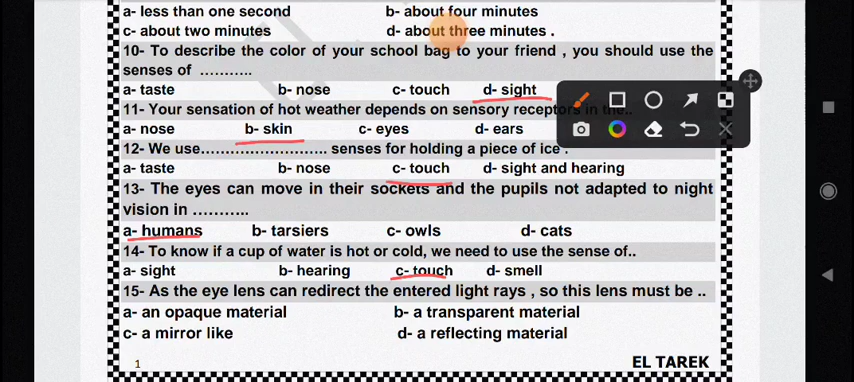 a- less than one second b- about four minutes
c- about two minutes d- about three minutes .
10- To describe the color of your school bag to your friend , you should use the
senses of ...........
a- taste b- nose c- touch d- sight
11- Your sensation of hot weather depends on sensory receptors in the..
a- nose b- skin c- eyes d- ears
12- We use............................ senses for holding a piece of ice .
a- taste b- nose c- touch d- sight and hearing
13- The eyes can move in their sockets and the pupils not adapted to night
vision in ...........
a- humans b- tarsiers c- owls d- cats
14- To know if a cup of water is hot or cold, we need to use the sense of..
a- sight b- hearing c- touch d- smell
15- As the eye lens can redirect the entered light rays , so this lens must be ..
a- an opaque material b- a transparent material
c- a mirror like d- a reflecting material
1 EL TAREK